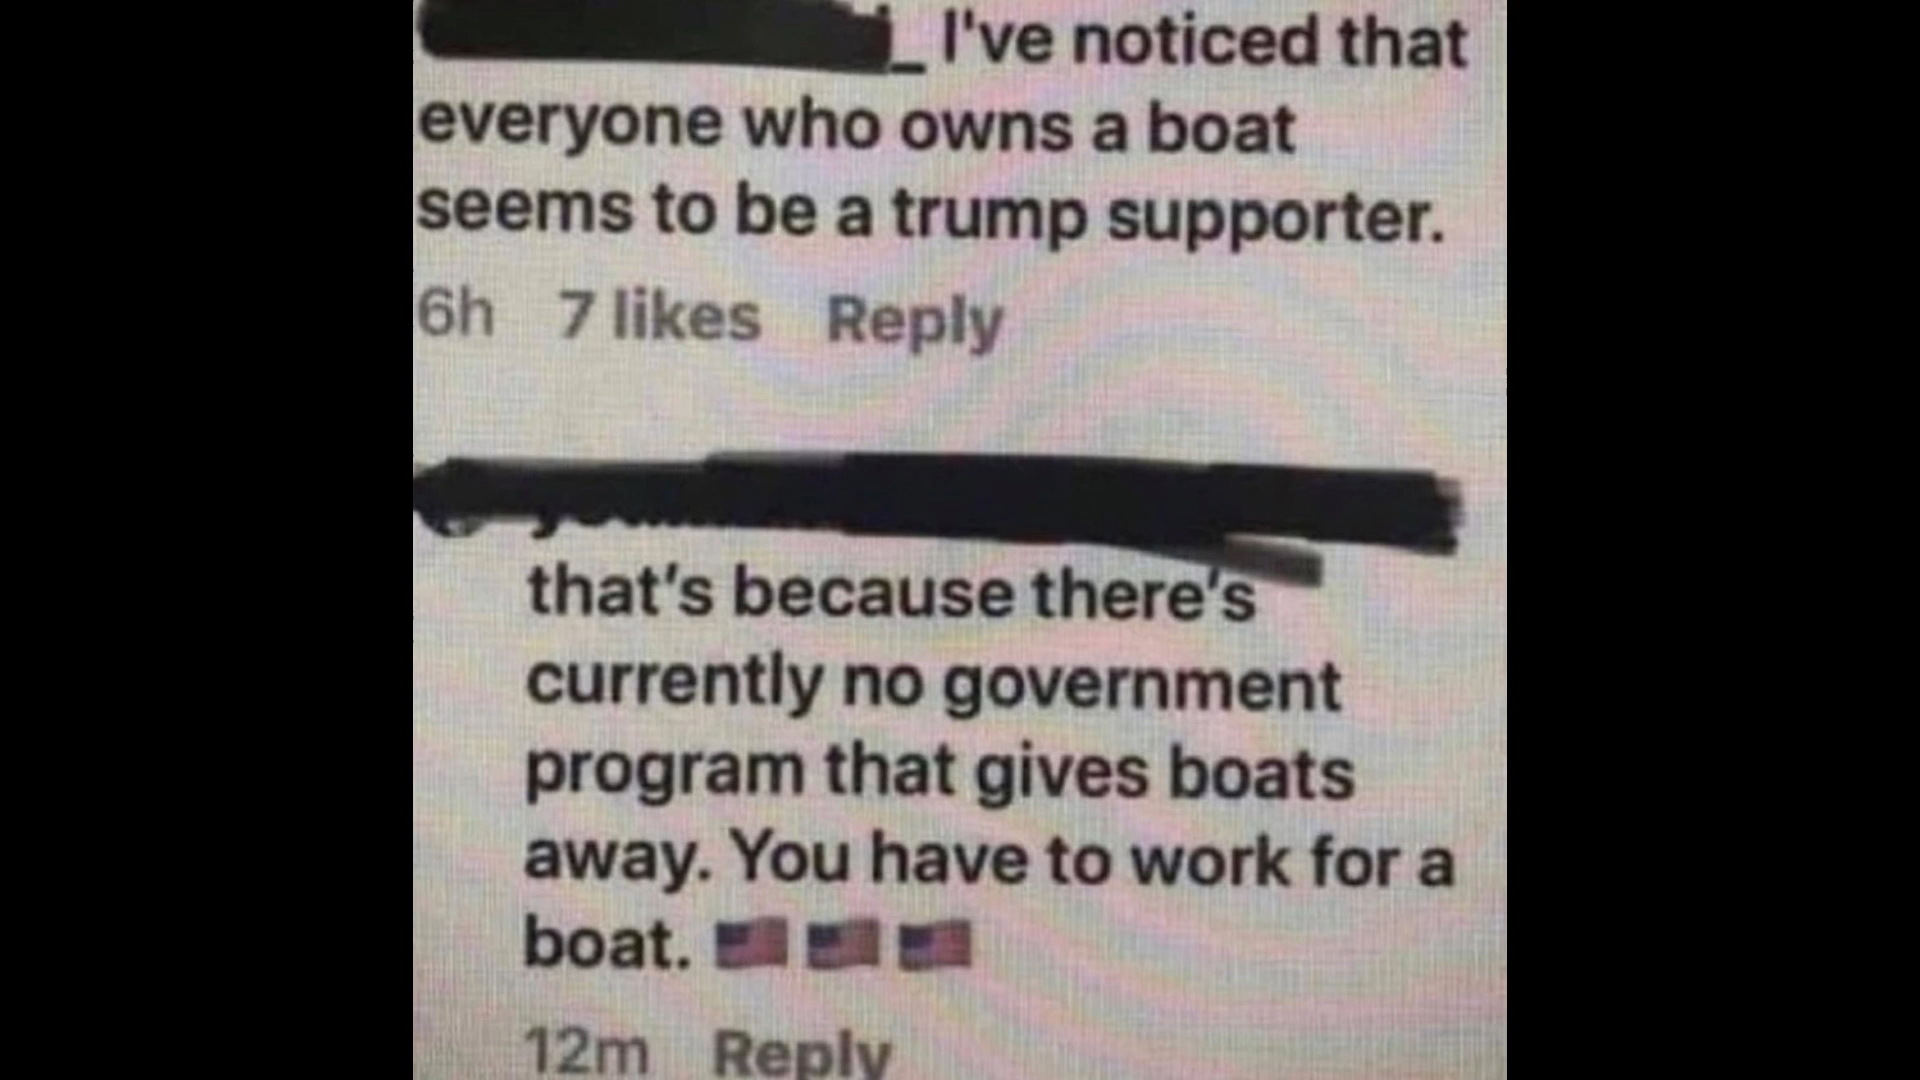 _ I've noticed that
everyone who owns a boat
seems to be a trump supporter.
6h 7 likes Reply
that's because there's
currently no government
program that gives boats
away. You have to work for a
boat. 🇺🇸🇺🇸🇺🇸
12m Reply